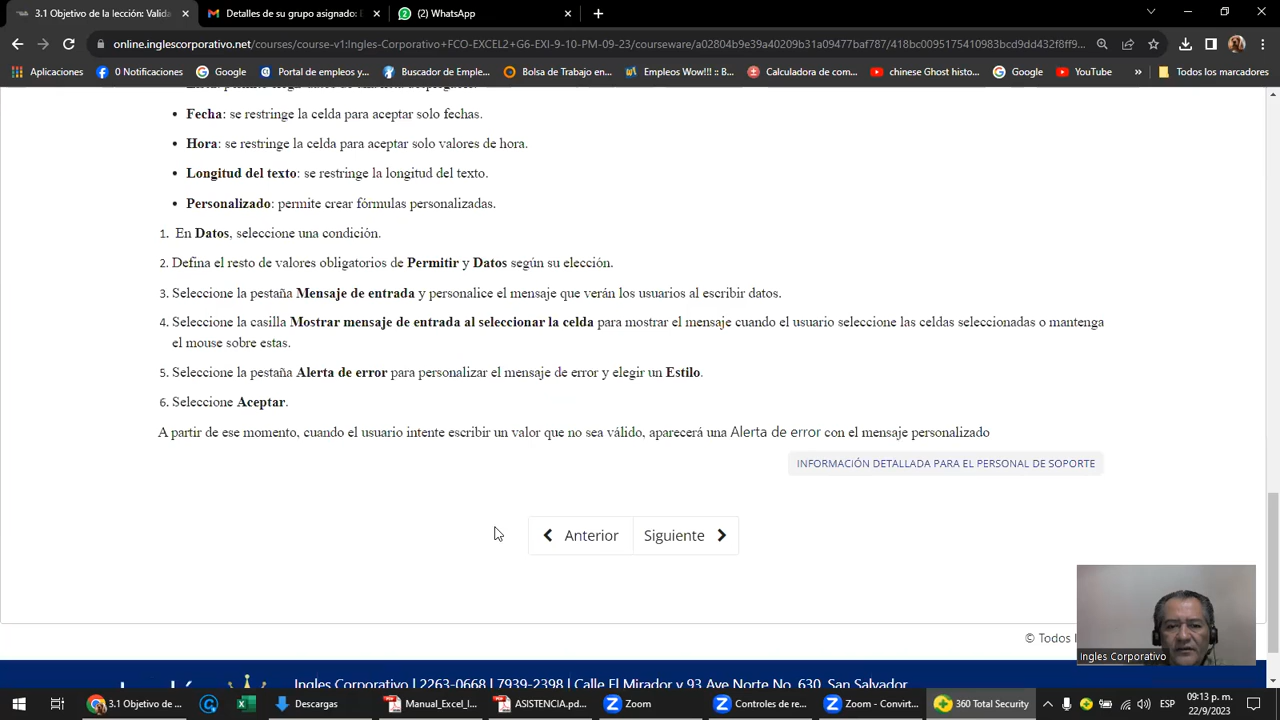 3.1 Objetivo de la lección: Valida
Detalles de su grupo asignado: E
(2) WhatsApp
online.inglescorporativo.net/courses/course-v1:Ingles-Corporativo+FCO-EXCEL2+G6-EXI-9-10-PM-09-23/courseware/a02804b9e39a40209b31a09477baf787/418bc0095175410983bcd9dd432f8ff9...
Aplicaciones
0 Notificaciones
Google
Portal de empleos y...
Buscador de Emple...
Bolsa de Trabajo en...
Empleos Wow!!! :: B...
Calculadora de com...
chinese Ghost histo...
Google
YouTube
»
Todos los marcadores
• Fecha: se restringe la celda para aceptar solo fechas.
• Hora: se restringe la celda para aceptar solo valores de hora.
• Longitud del texto: se restringe la longitud del texto.
• Personalizado: permite crear fórmulas personalizadas.
1. En Datos, seleccione una condición.
2. Defina el resto de valores obligatorios de Permitir y Datos según su elección.
3. Seleccione la pestaña Mensaje de entrada y personalice el mensaje que verán los usuarios al escribir datos.
4. Seleccione la casilla Mostrar mensaje de entrada al seleccionar la celda para mostrar el mensaje cuando el usuario seleccione las celdas seleccionadas o mantenga
el mouse sobre estas.
5. Seleccione la pestaña Alerta de error para personalizar el mensaje de error y elegir un Estilo.
6. Seleccione Aceptar.
A partir de ese momento, cuando el usuario intente escribir un valor que no sea válido, aparecerá una Alerta de error con el mensaje personalizado
INFORMACIÓN DETALLADA PARA EL PERSONAL DE SOPORTE
Anterior
Siguiente
Ingles Corporativo
© Todos
Ingles Corporativo | 2263-0668 | 7939-2398 | Calle El Mirador y 93 Ave Norte No. 630, San Salvador
3.1 Objetivo de ...
Descargas
Manual_Excel_I...
ASISTENCIA.pd...
Zoom
Controles de re...
Zoom - Convirt...
360 Total Security
ESP
09:13 p. m.
22/9/2023